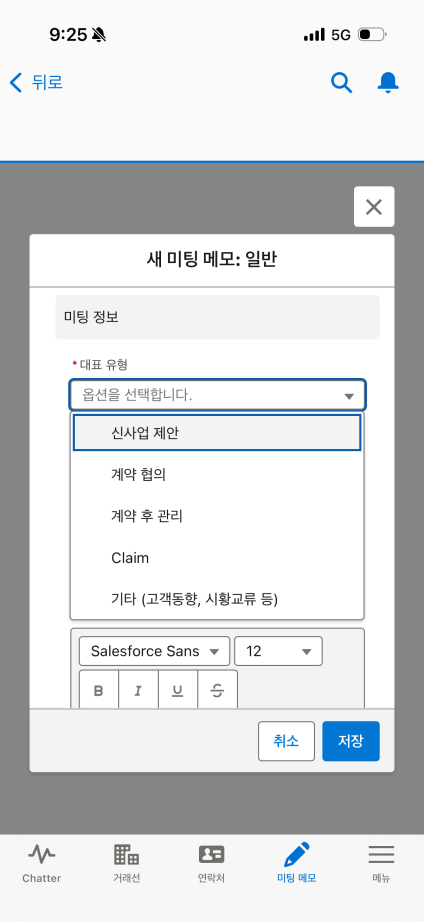 9:25
5G
뒤로
새 미팅 메모: 일반
미팅 정보
* 대표 유형
옵션을 선택합니다.
신사업 제안
계약 협의
계약 후 관리
Claim
기타 (고객동향, 시황교류 등)
Salesforce Sans
12
B I U S
취소
저장
Chatter
거래선
연락처
미팅 메모
메뉴